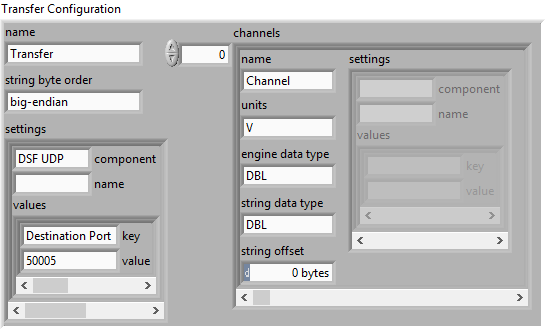 Transfer Configuration
name
Transfer
string byte order
big-endian
settings
DSF UDP component
name
values
Destination Port key
50005 value
0
channels
name
Channel
units
V
engine data type
DBL
string data type
DBL
string offset
d 0 bytes
settings
component
name
values
key
value